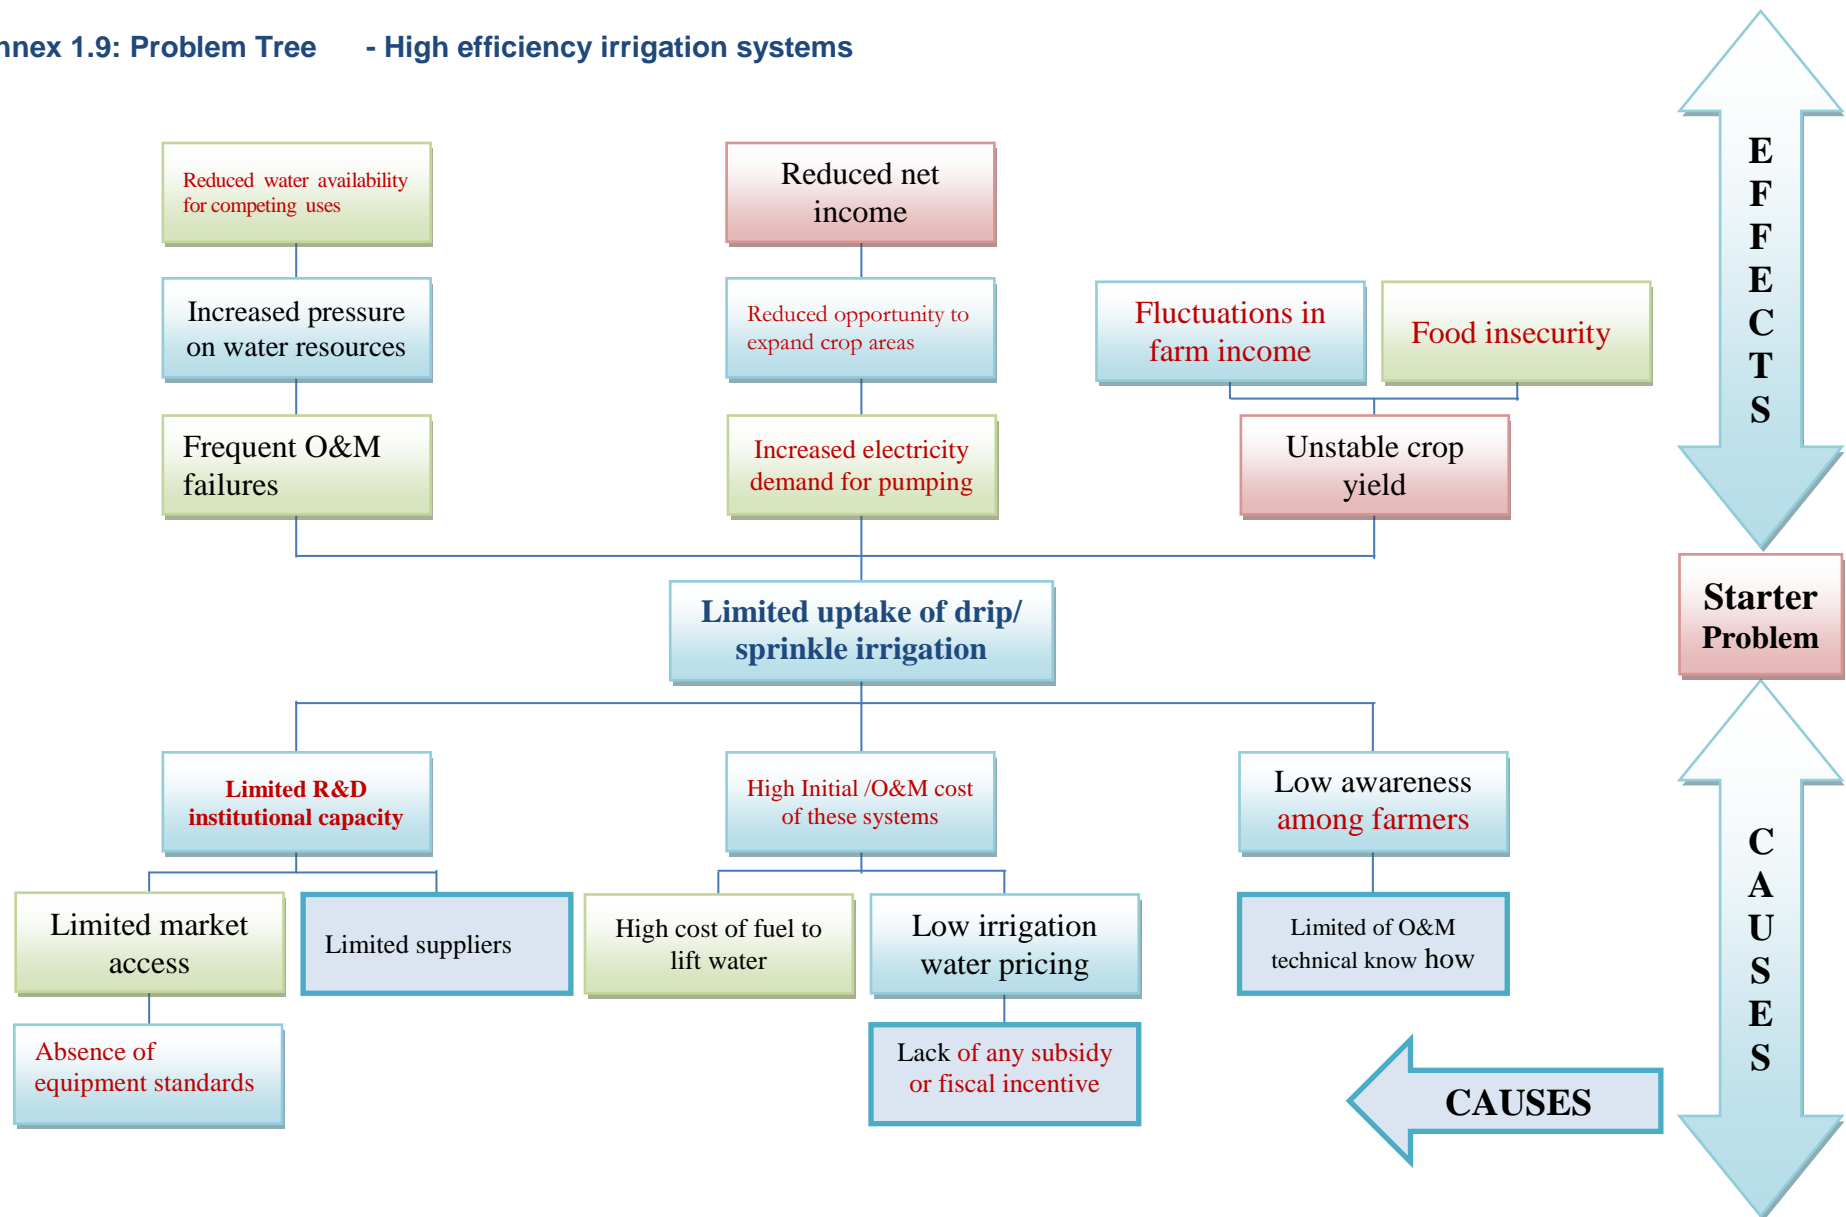 nnex 1.9: Problem Tree - High efficiency irrigation systems
Reduced water availability
for competing uses
Reduced net
income
Increased pressure
on water resources
Reduced opportunity to
expand crop areas
Fluctuations in
farm income
Food insecurity
Frequent O&M
failures
Increased electricity
demand for pumping
Unstable crop
yield
E
F
F
E
C
T
S
Limited uptake of drip/
sprinkle irrigation
Starter
Problem
Limited R&D
institutional capacity
High Initial /O&M cost
of these systems
Low awareness
among farmers
Limited market
access
Limited suppliers
High cost of fuel to
lift water
Low irrigation
water pricing
Limited of O&M
technical know how
Absence of
equipment standards
Lack of any subsidy
or fiscal incentive
CAUSES
C
A
U
S
E
S